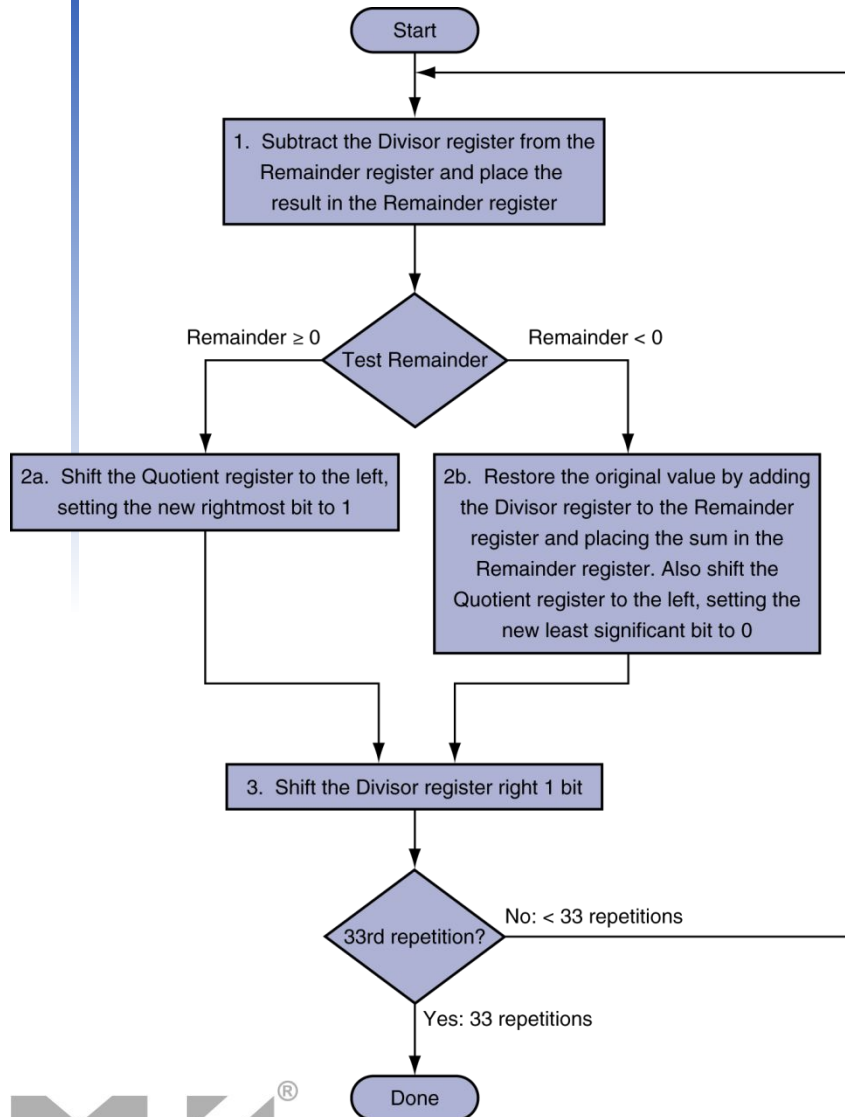 Start
1. Subtract the Divisor register from the
Remainder register and place the
result in the Remainder register
Remainder ≥ 0
Remainder < 0
Test Remainder
2a. Shift the Quotient register to the left,
setting the new rightmost bit to 1
2b. Restore the original value by adding
the Divisor register to the Remainder
register and placing the sum in the
Remainder register. Also shift the
Quotient register to the left, setting the
new least significant bit to 0
3. Shift the Divisor register right 1 bit
33rd repetition?
No: < 33 repetitions
Yes: 33 repetitions
®
Done